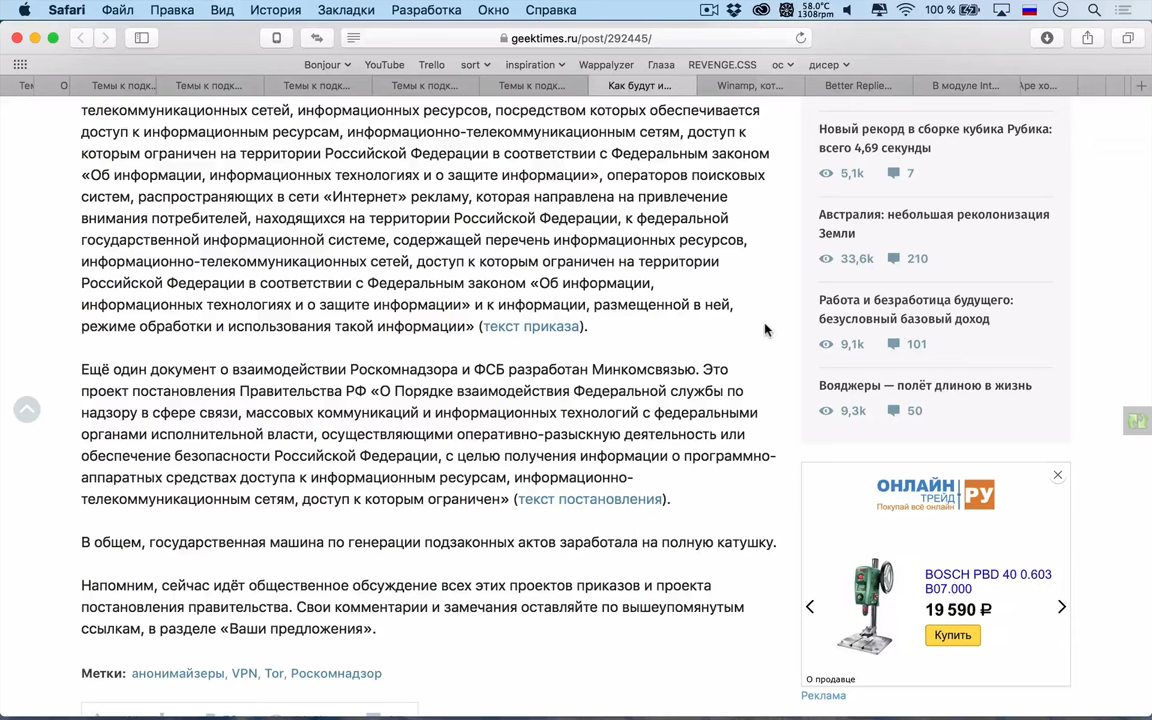 Safari Файл Правка Вид История Закладки Разработка Окно Справка
58.0°C
1308rpm
100 %
geektimes.ru/post/292445/
Bonjour YouTube Trello sort inspiration Wappalyzer Глаза REVENGE.CSS ос дисер
Тем О Темы к подк... Темы к подк... Темы к подк... Темы к подк... Темы к подк... Как будут и... Winamp, кот... Better Replie... В модуле Int...
телекоммуникационных сетей, информационных ресурсов, посредством которых обеспечивается
доступ к информационным ресурсам, информационно-телекоммуникационным сетям, доступ к
которым ограничен на территории Российской Федерации в соответствии с Федеральным законом
«Об информации, информационных технологиях и о защите информации», операторов поисковых
систем, распространяющих в сети «Интернет» рекламу, которая направлена на привлечение
внимания потребителей, находящихся на территории Российской Федерации, к федеральной
государственной информационной системе, содержащей перечень информационных ресурсов,
информационно-телекоммуникационных сетей, доступ к которым ограничен на территории
Российской Федерации в соответствии с Федеральным законом «Об информации,
информационных технологиях и о защите информации» и к информации, размещенной в ней,
режиме обработки и использования такой информации» (текст приказа).
Ещё один документ о взаимодействии Роскомнадзора и ФСБ разработан Минкомсвязью. Это
проект постановления Правительства РФ «О Порядке взаимодействия Федеральной службы по
надзору в сфере связи, массовых коммуникаций и информационных технологий с федеральными
органами исполнительной власти, осуществляющими оперативно-разыскную деятельность или
обеспечение безопасности Российской Федерации, с целью получения информации о программно-
аппаратных средствах доступа к информационным ресурсам, информационно-
телекоммуникационным сетям, доступ к которым ограничен» (текст постановления).
В общем, государственная машина по генерации подзаконных актов заработала на полную катушку.
Напомним, сейчас идёт общественное обсуждение всех этих проектов приказов и проекта
постановления правительства. Свои комментарии и замечания оставляйте по вышеупомянутым
ссылкам, в разделе «Ваши предложения».
Метки: анонимайзеры, VPN, Tor, Роскомнадзор
Новый рекорд в сборке кубика Рубика:
всего 4,69 секунды
5,1k 7
Австралия: небольшая реколонизация
Земли
33,6k 210
Работа и безработица будущего:
безусловный базовый доход
9,1k 101
Вояджеры — полёт длиною в жизнь
9,3k 50
ОНЛАЙН
ТРЕЙД РУ
Покупай всё онлайн
BOSCH PBD 40 0.603
B07.000
19 590 ₽
Купить
О продавце
Реклама